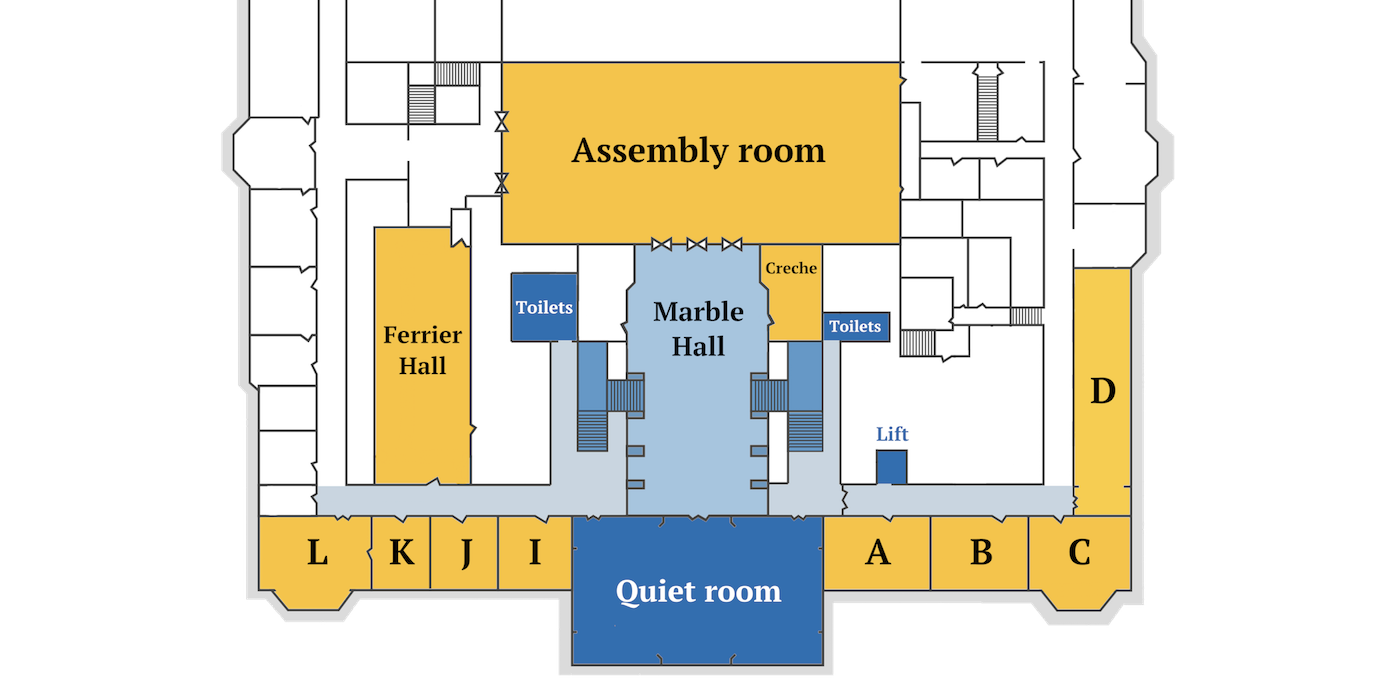 Assembly room
Creche
Toilets
Marble
Hall
Toilets
Ferrier
Hall
D
Lift
L
K
J
I
A
B
C
Quiet room